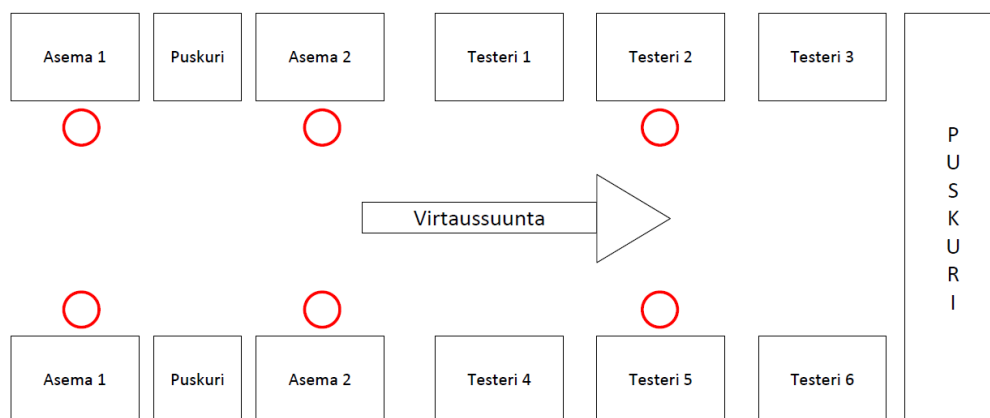 Asema 1
Puskuri
Asema 2
Testeri 1
Testeri 2
Testeri 3
PUSKURI
Virtaussuunta
Asema 1
Puskuri
Asema 2
Testeri 4
Testeri 5
Testeri 6